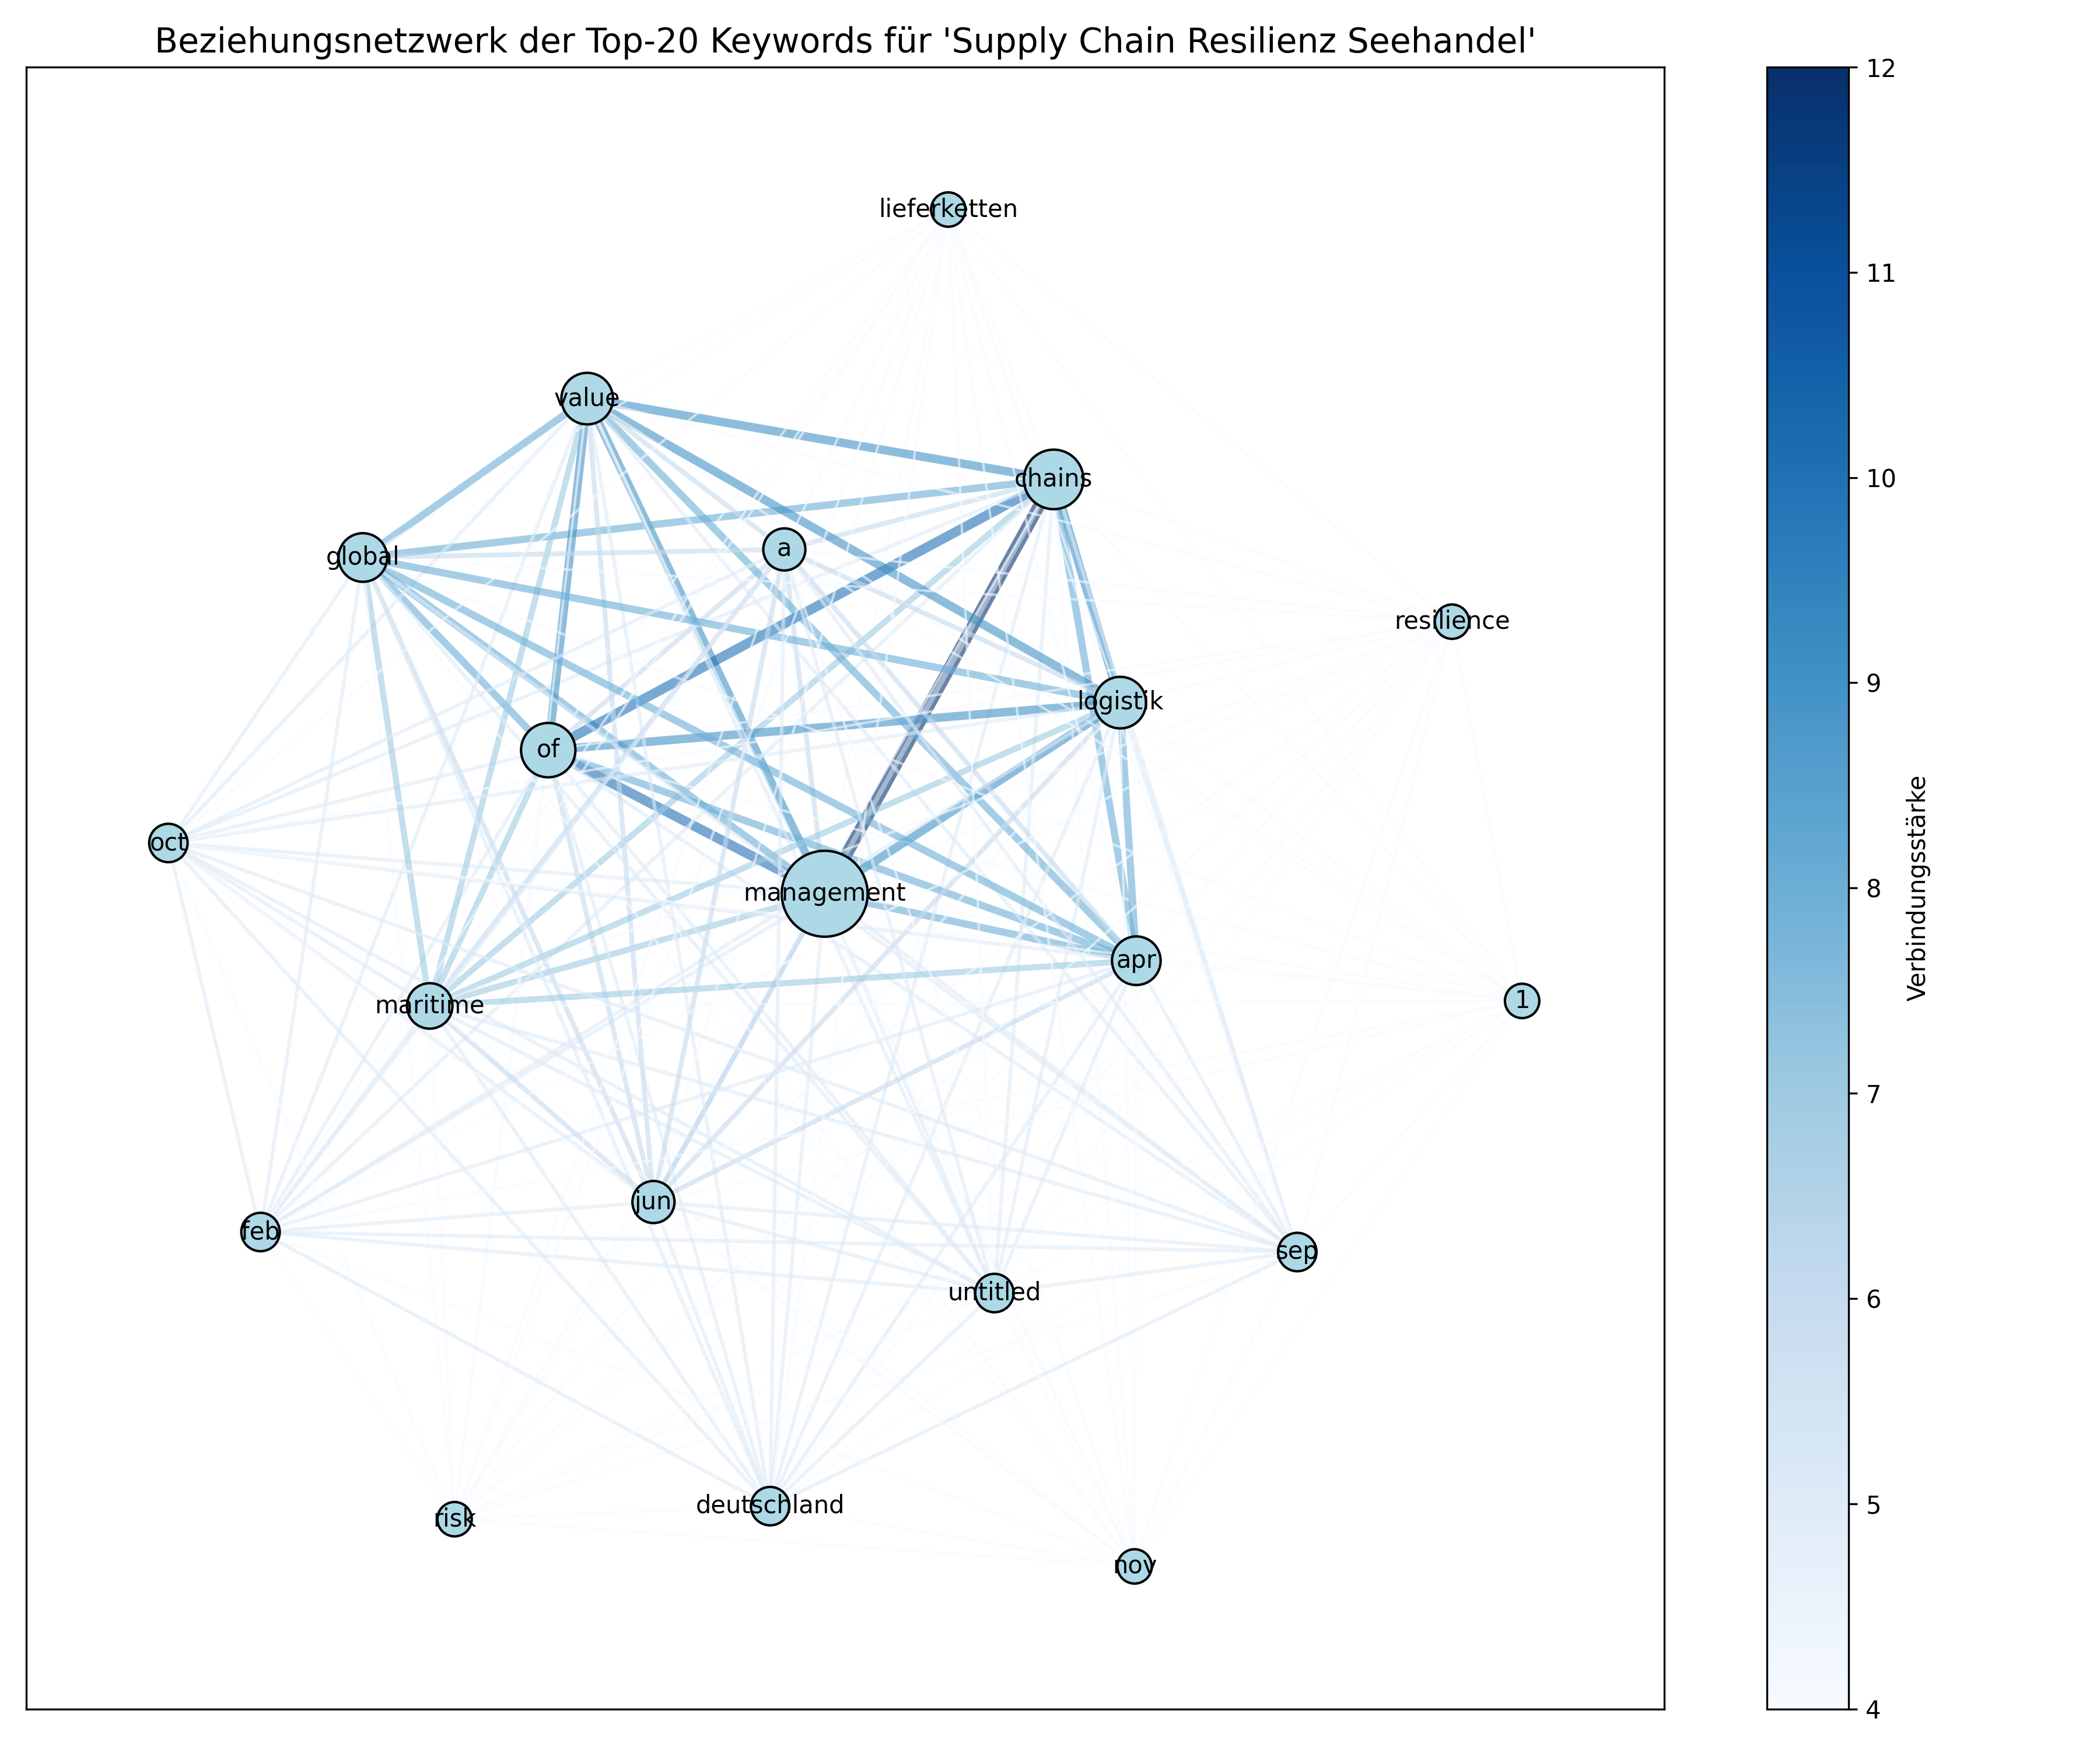 Beziehungsnetzwerk der Top-20 Keywords für 'Supply Chain Resilienz Seehandel'
lieferketten
value
chains
a
global
resilience
logistik
of
oct
management
apr
1
maritime
jun
feb
sep
untitled
deutschland
risk
nov
12
11
10
9
8
7
6
5
4
Verbindungsstärke